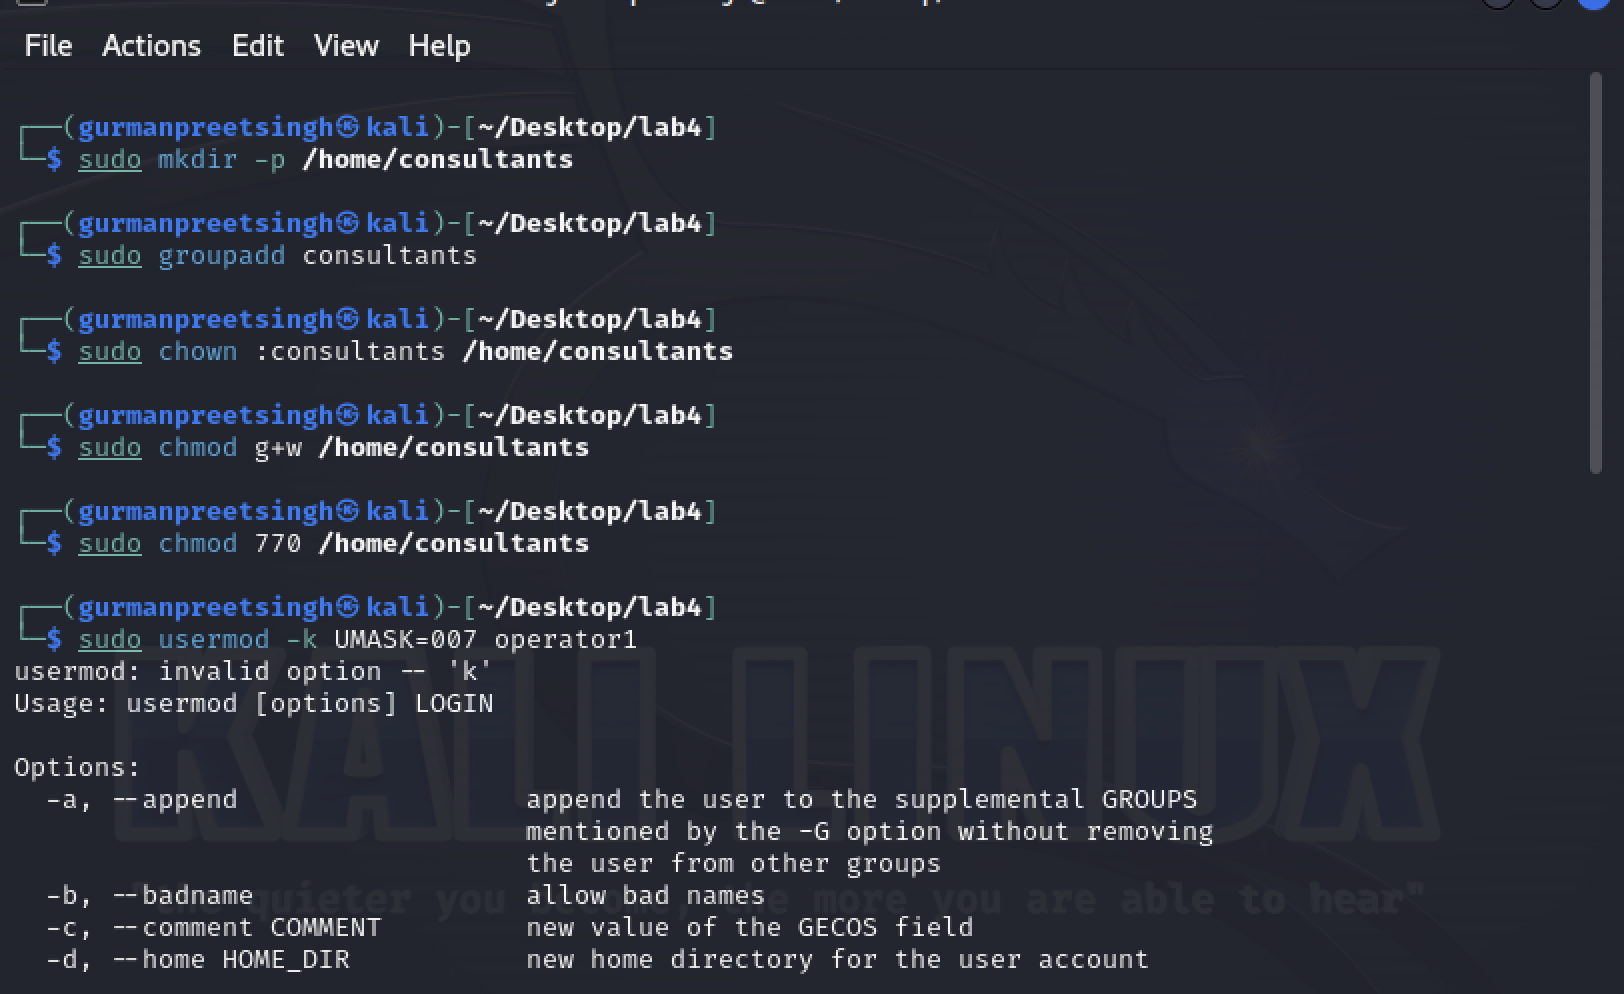 File Actions Edit View Help
┌──(gurmanpreetsingh㉿kali)-[~/Desktop/lab4]
└─$ sudo mkdir -p /home/consultants
┌──(gurmanpreetsingh㉿kali)-[~/Desktop/lab4]
└─$ sudo groupadd consultants
┌──(gurmanpreetsingh㉿kali)-[~/Desktop/lab4]
└─$ sudo chown :consultants /home/consultants
┌──(gurmanpreetsingh㉿kali)-[~/Desktop/lab4]
└─$ sudo chmod g+w /home/consultants
┌──(gurmanpreetsingh㉿kali)-[~/Desktop/lab4]
└─$ sudo chmod 770 /home/consultants
┌──(gurmanpreetsingh㉿kali)-[~/Desktop/lab4]
└─$ sudo usermod -k UMASK=007 operator1
usermod: invalid option -- 'k'
Usage: usermod [options] LOGIN
Options:
-a, --append append the user to the supplemental GROUPS
mentioned by the -G option without removing
the user from other groups
-b, --badname allow bad names
-c, --comment COMMENT new value of the GECOS field
-d, --home HOME_DIR new home directory for the user account
KALI LINUX
"the quieter you become, the more you are able to hear"